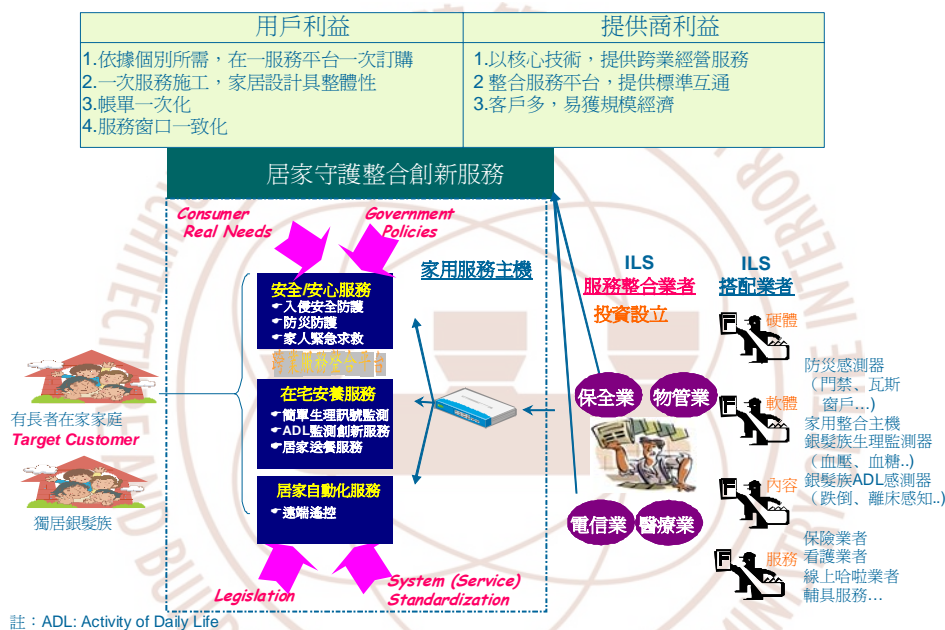 用戶利益
1.依據個別所需，在一服務平台一次訂購
2.一次服務施工，家居設計具整體性
3.帳單一次化
4.服務窗口一致化
提供商利益
1.以核心技術，提供跨業經營服務
2 整合服務平台，提供標準互通
3.客戶多，易獲規模經濟
居家守護整合創新服務
Consumer
Real Needs
Government
Policies
家用服務主機
安全/安心服務
入侵安全防護
防災防護
家人緊急求救
在宅安養服務
簡單生理訊號監測
ADL監測創新服務
居家送餐服務
居家自動化服務
遠端遙控
Legislation
System (Service)
Standardization
有長者在家家庭
Target Customer
獨居銀髮族
ILS
服務整合業者
投資設立
保全業
物管業
電信業
醫療業
ILS
搭配業者
硬體
軟體
內容
服務
防災感測器
（門禁、瓦斯
窗戶…)
家用整合主機
銀髮族生理監測器
（血壓、血糖..)
銀髮族ADL感測器
（跌倒、離床感知..)
保險業者
看護業者
線上哈啦業者
輔具服務…
註：ADL: Activity of Daily Life